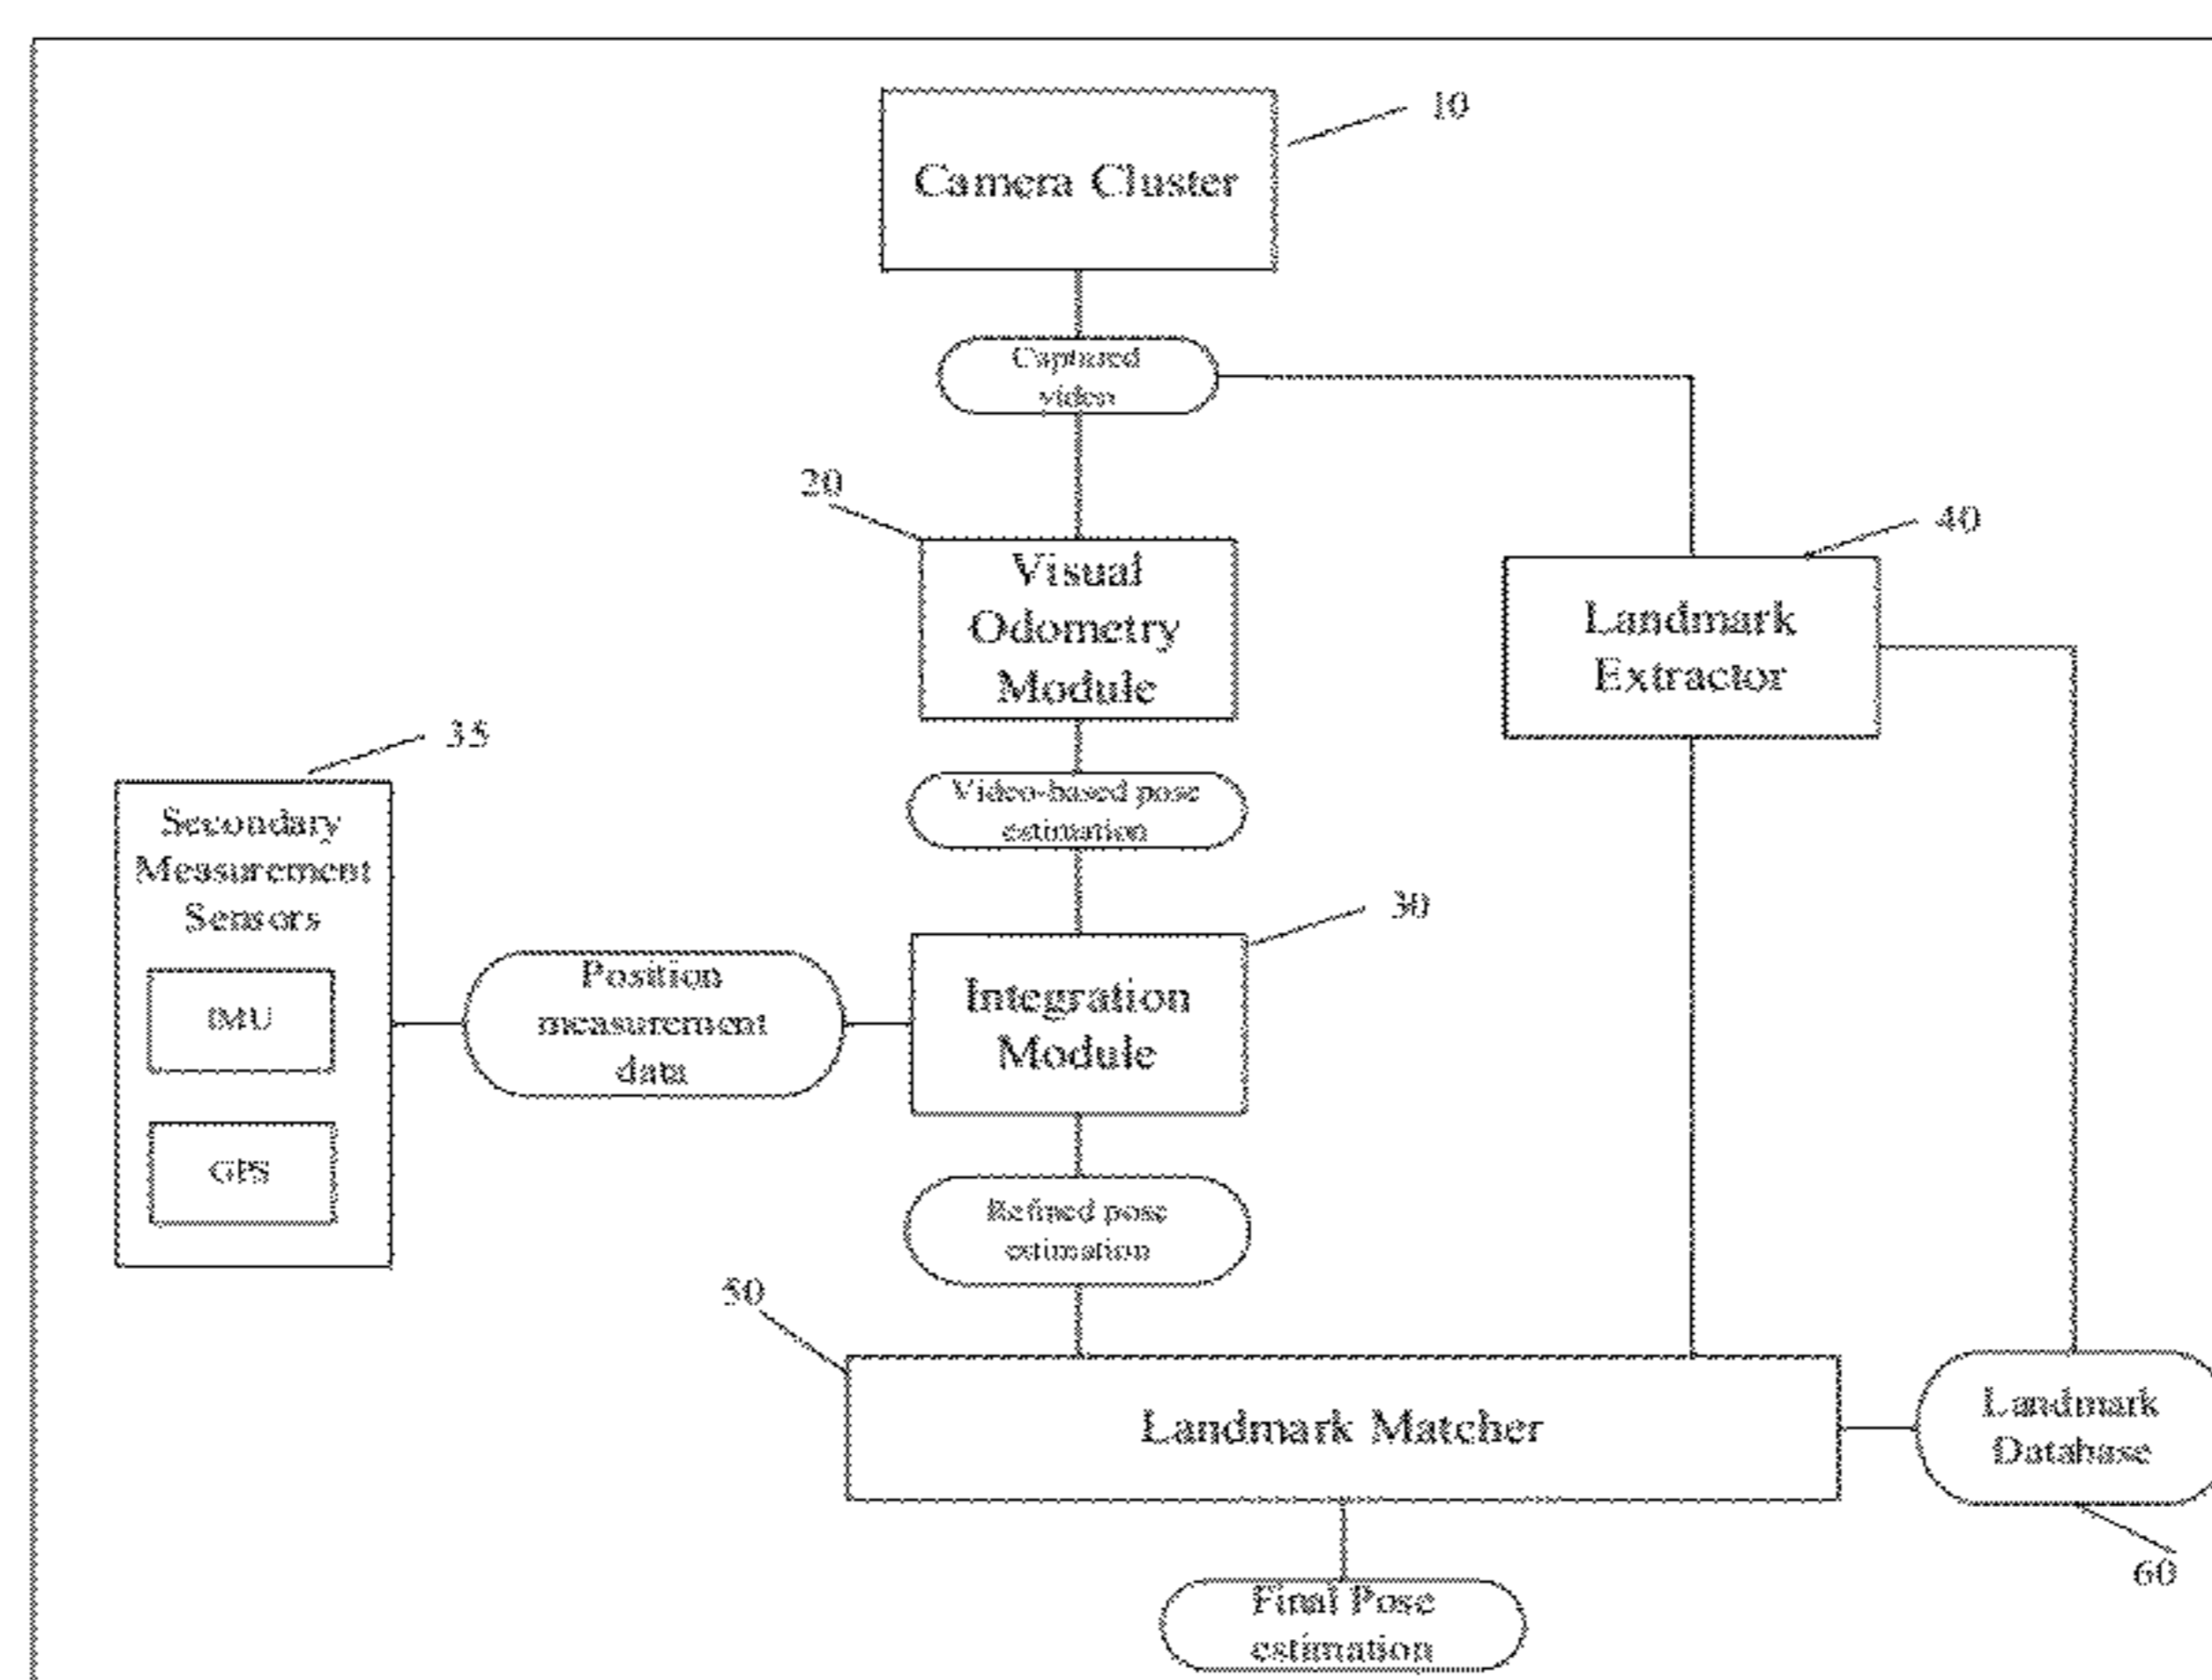 10
Camera Cluster
Captured
video
20
Visual
Odometry
Module
40
Landmark
Extractor
35
Secondary
Measurement
Sensors
IMU
GPS
Video-based pose
estimation
30
Position
measurement
data
Integration
Module
Refined pose
estimation
50
Landmark Matcher
Landmark
Database
60
Final Pose
estimation